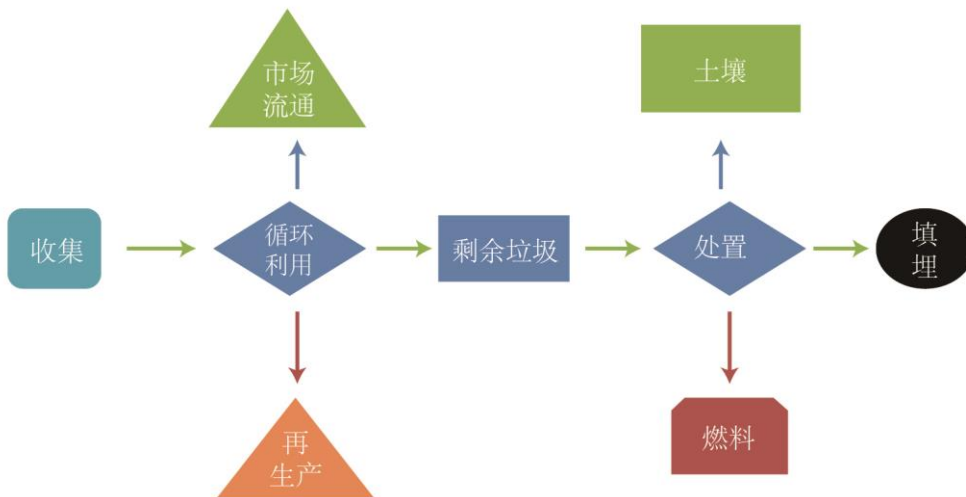 市场
流通
土壤
收集
循环
利用
剩余垃圾
处置
填
埋
再
生产
燃料